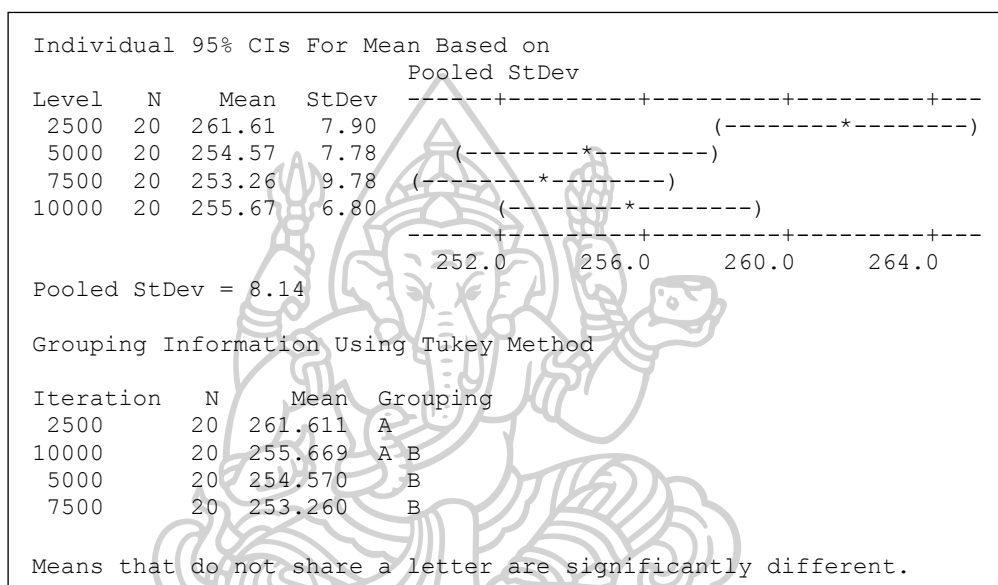 Individual 95% CIs For Mean Based on
Pooled StDev
Level   N    Mean  StDev  ------+---------+---------+---------+---
2500  20  261.61   7.90                        (--------*--------)
5000  20  254.57   7.78     (--------*--------)
7500  20  253.26   9.78  (--------*--------)
10000  20  255.67   6.80        (--------*--------)
------+---------+---------+---------+---
252.0     256.0     260.0     264.0
Pooled StDev = 8.14
Grouping Information Using Tukey Method
Iteration   N     Mean  Grouping
2500       20  261.611  A
10000       20  255.669  A B
5000       20  254.570    B
7500       20  253.260    B
Means that do not share a letter are significantly different.